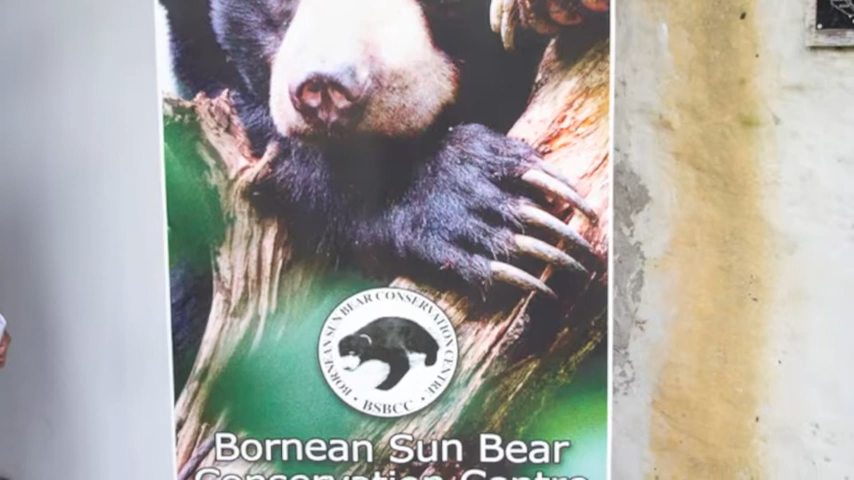 BORNEAN SUN BEAR CONSERVATION CENTRE
• BSBCC •
Bornean Sun Bear
Conservation Centre